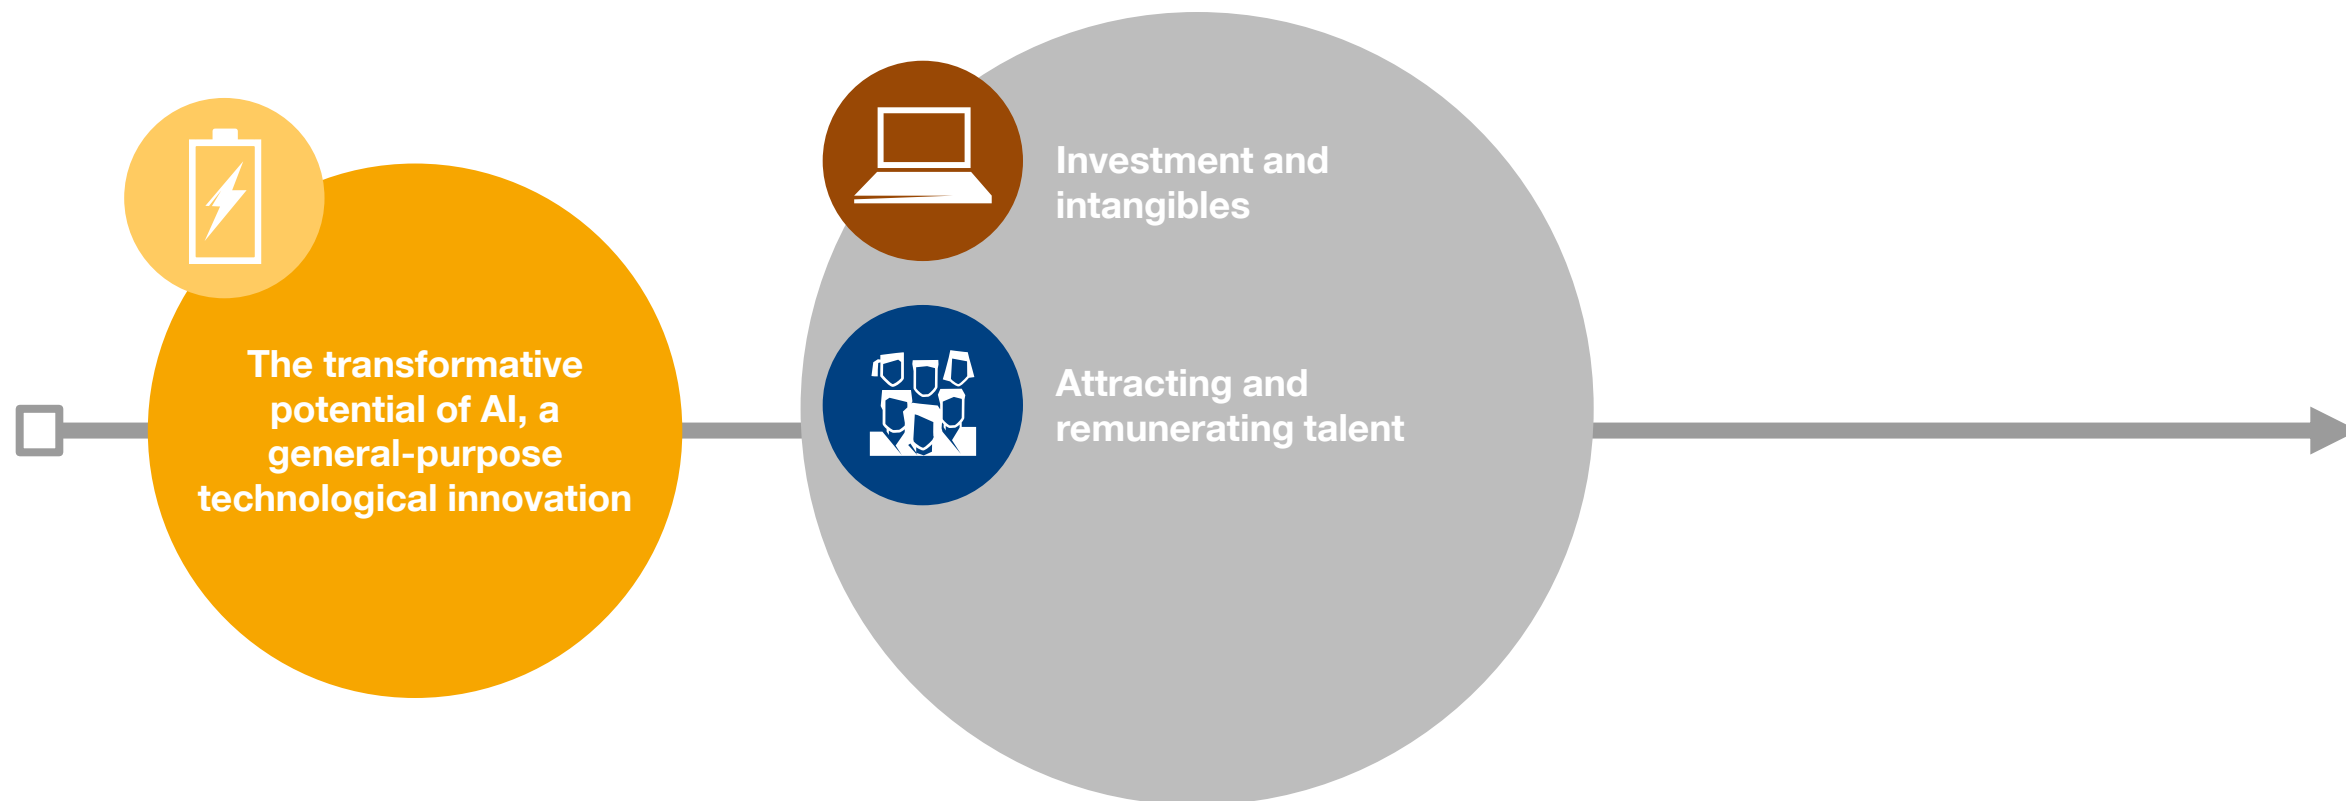 The transformative
potential of AI, a
general-purpose
technological innovation
Investment and
intangibles
Attracting and
remunerating talent